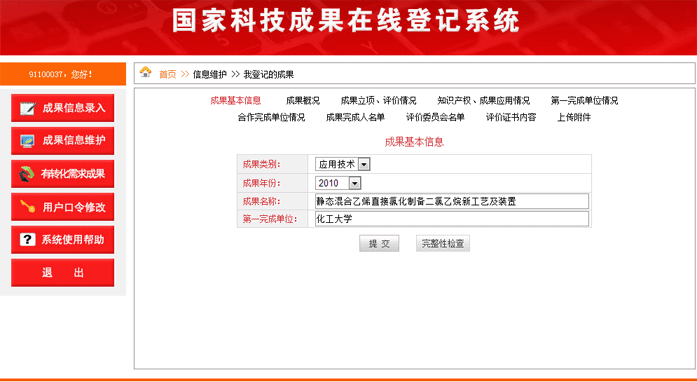 国家科技成果在线登记系统
91100037，您好！
首页 >> 信息维护 >> 我登记的成果
成果信息录入
成果信息维护
有转化需求成果
用户口令修改
系统使用帮助
退 出
成果基本信息 成果概况 成果立项、评价情况 知识产权、成果应用情况 第一完成单位情况
合作完成单位情况 成果完成人名单 评价委员会名单 评价证书内容 上传附件
成果基本信息
成果类别： 应用技术
成果年份： 2010
成果名称： 静态混合乙烯直接氯化制备二氯乙烷新工艺及装置
第一完成单位： 化工大学
提 交 完整性检查